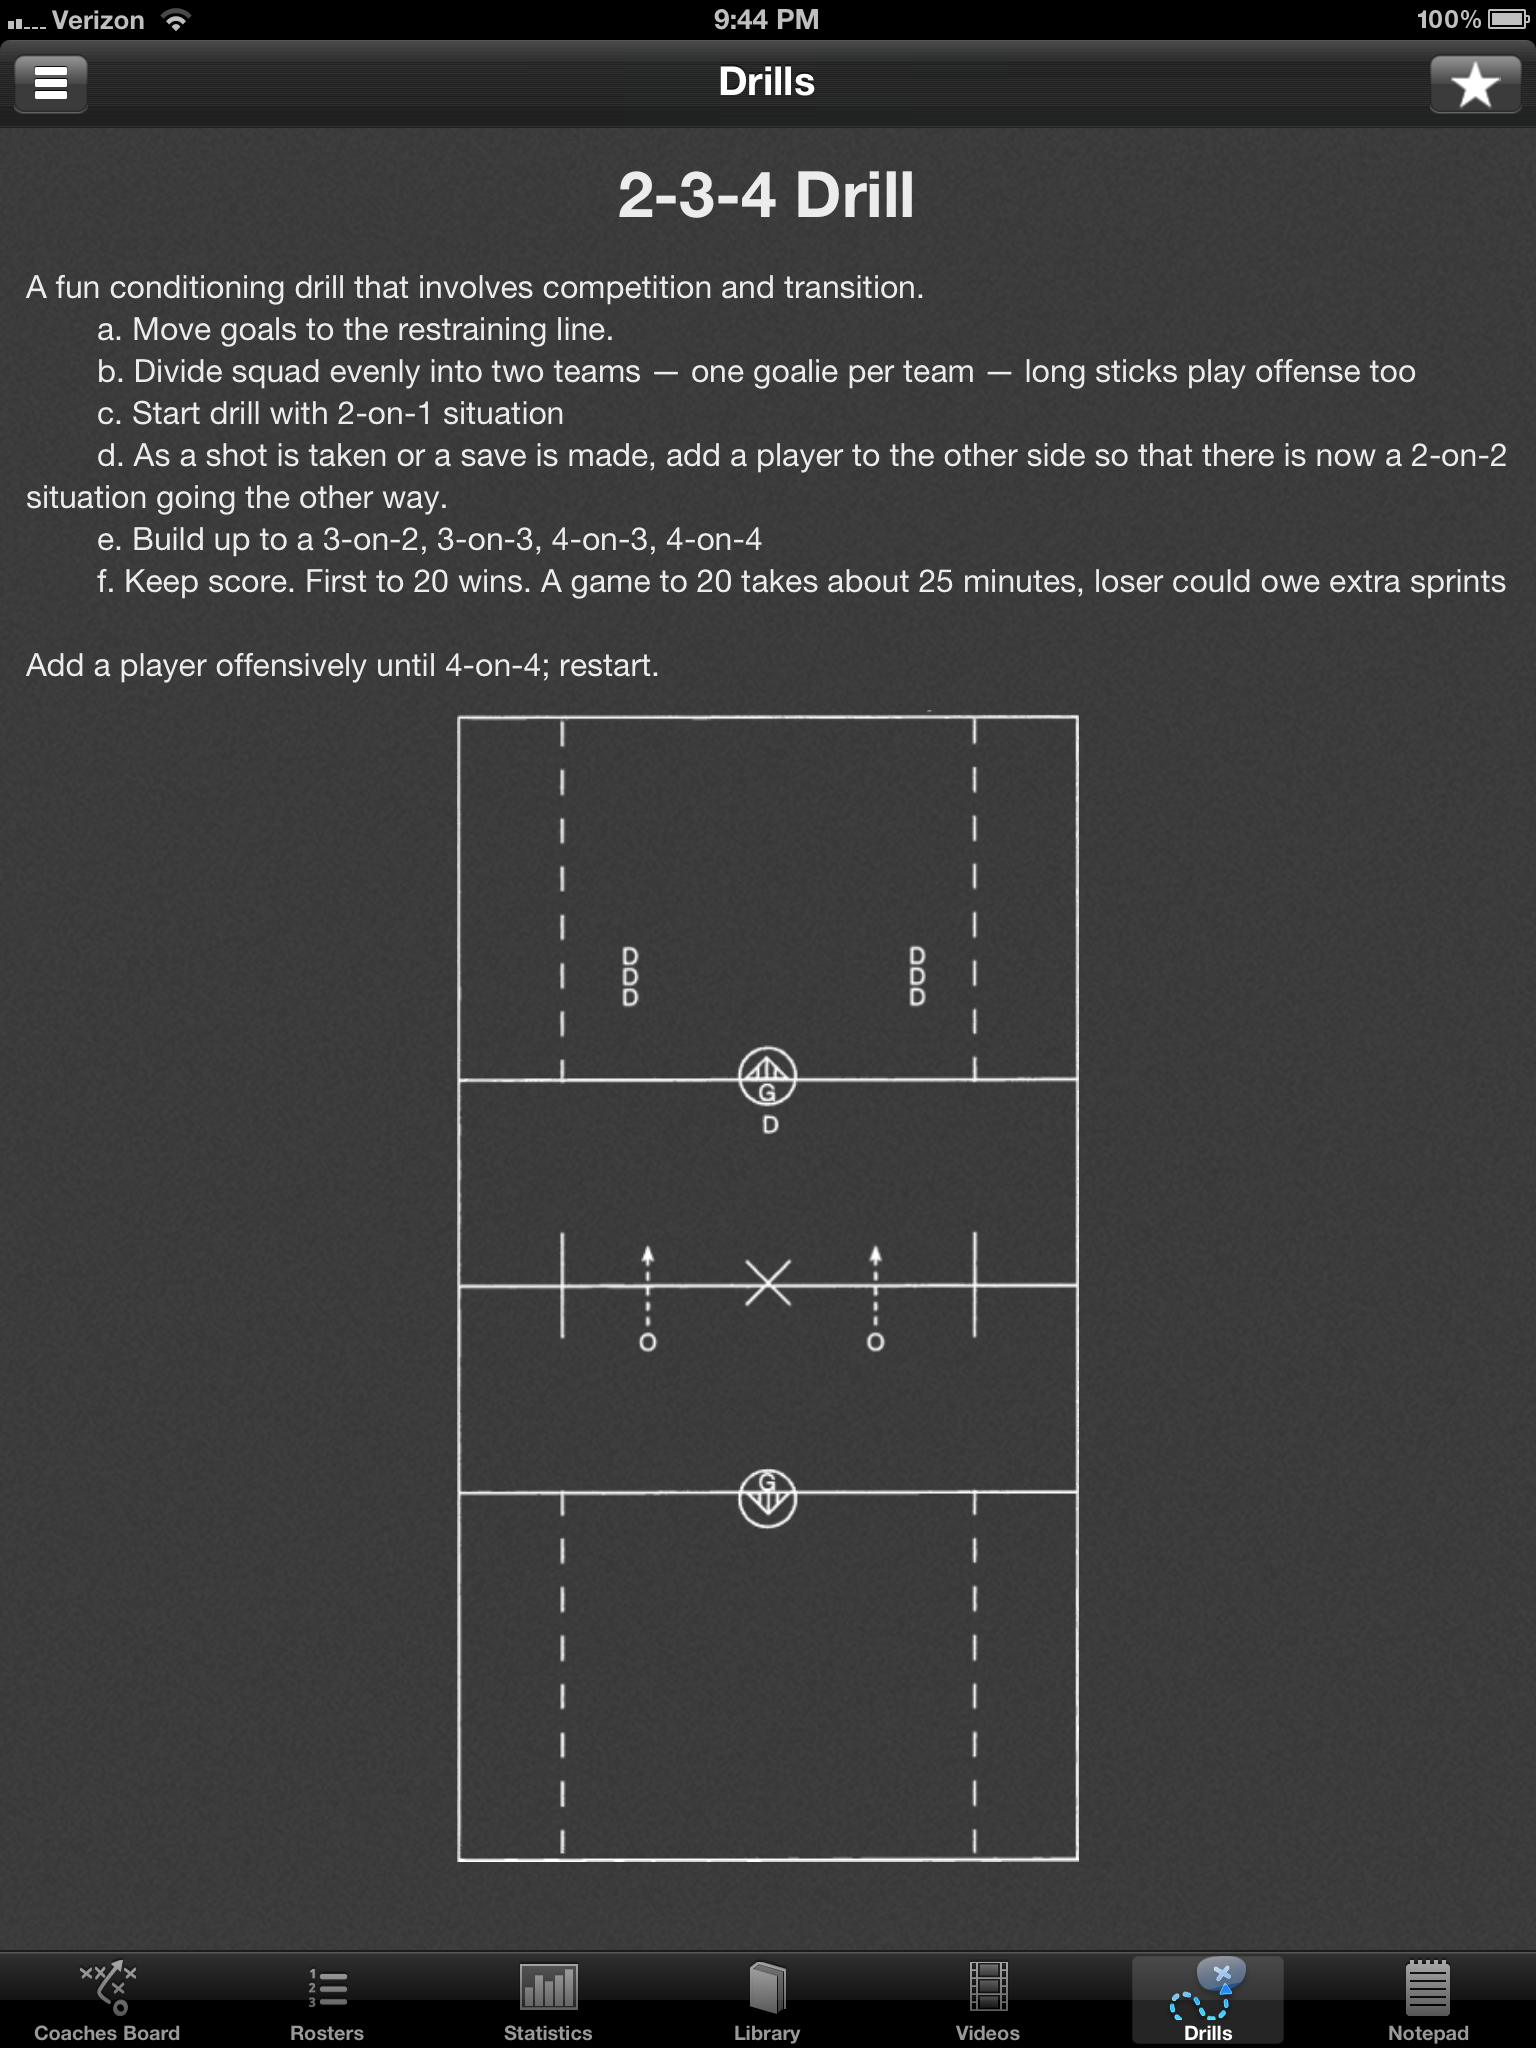 Verizon 9:44 PM 100%
Drills
2-3-4 Drill
A fun conditioning drill that involves competition and transition.
a. Move goals to the restraining line.
b. Divide squad evenly into two teams — one goalie per team — long sticks play offense too
c. Start drill with 2-on-1 situation
d. As a shot is taken or a save is made, add a player to the other side so that there is now a 2-on-2
situation going the other way.
e. Build up to a 3-on-2, 3-on-3, 4-on-3, 4-on-4
f. Keep score. First to 20 wins. A game to 20 takes about 25 minutes, loser could owe extra sprints
Add a player offensively until 4-on-4; restart.
D D
D D
D D
G
D
O O
G
1
2
3
Coaches Board Rosters Statistics Library Videos Drills Notepad